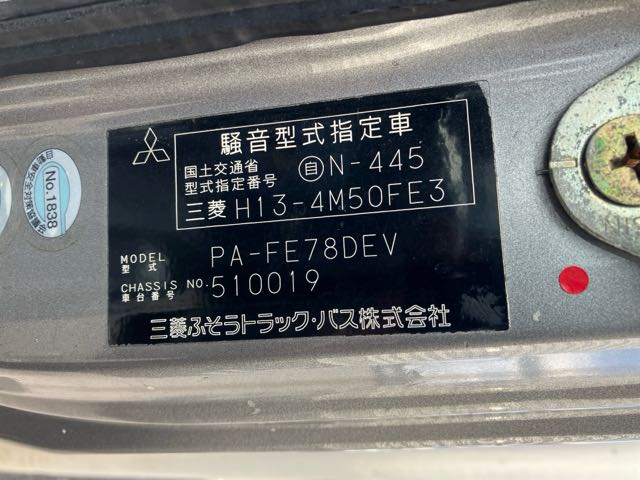 騒音型式指定車
国土交通省
型式指定番号
自 N-445
三菱 H13-4M50FE3
MODEL
型式
PA-FE78DEV
CHASSIS NO.
車台番号
510019
三菱ふそうトラック・バス株式会社
No.1838